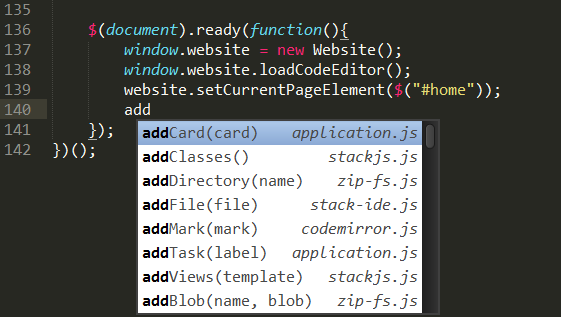 135
136 $(document).ready(function(){
137 window.website = new Website();
138 window.website.loadCodeEditor();
139 website.setCurrentPageElement($("#home"));
140 add
141 });
142 })();
addCard(card) application.js
addClasses() stackjs.js
addDirectory(name) zip-fs.js
addFile(file) stack-ide.js
addMark(mark) codemirror.js
addTask(label) application.js
addViews(template) stackjs.js
addBlob(name, blob) zip-fs.js